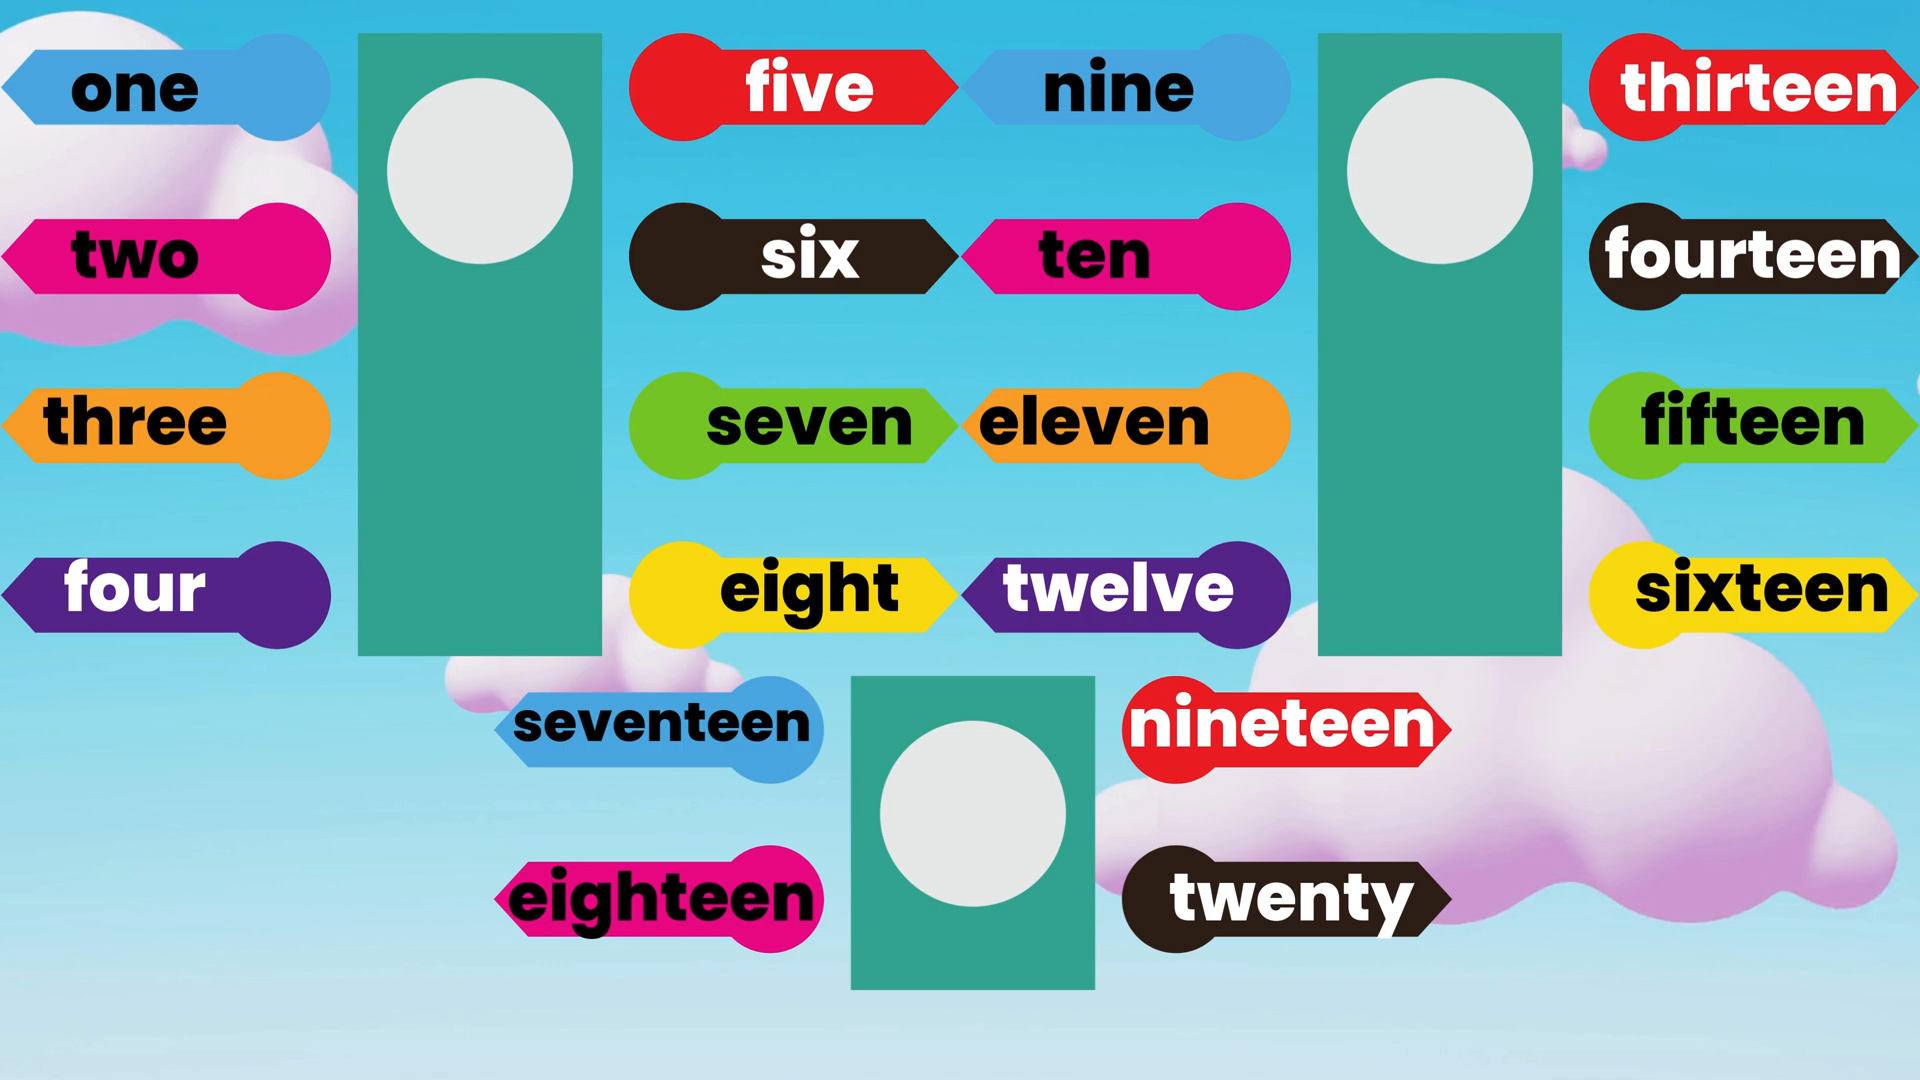 one
two
three
four
five
six
seven
eight
nine
ten
eleven
twelve
thirteen
fourteen
fifteen
sixteen
seventeen
eighteen
nineteen
twenty